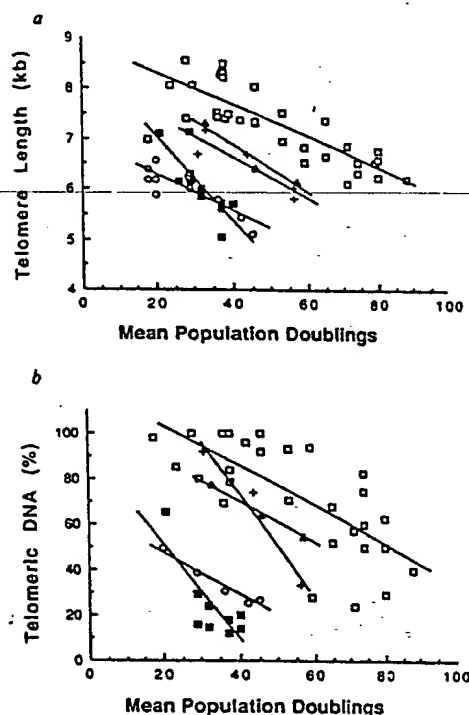 a
Telomere Length (kb)
9
8
7
6
5
4
0 20 40 60 80 100
Mean Population Doublings
b
Telomeric DNA (%)
100
80
60
40
20
0
0 20 40 60 80 100
Mean Population Doublings